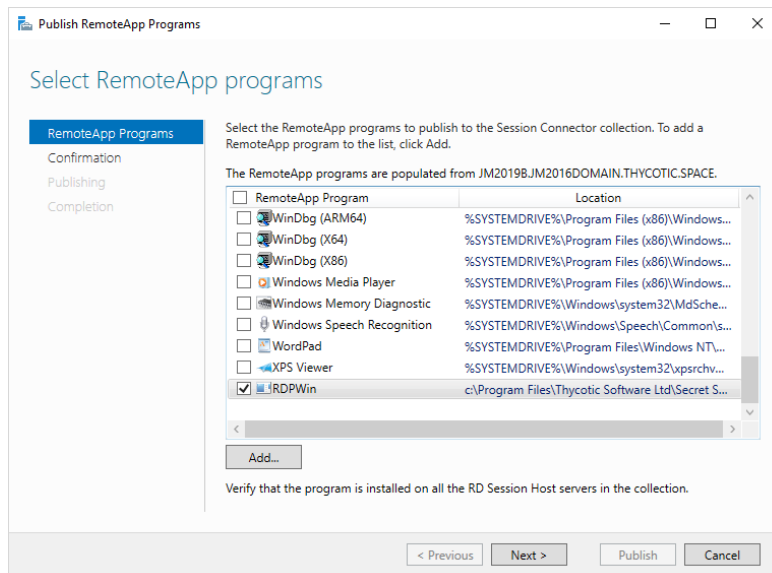 Publish RemoteApp Programs
Select RemoteApp programs
RemoteApp Programs
Confirmation
Publishing
Completion
Select the RemoteApp programs to publish to the Session Connector collection. To add a
RemoteApp program to the list, click Add.
The RemoteApp programs are populated from JM2019B.JM2016DOMAIN.THYCOTIC.SPACE.
RemoteApp Program Location
WinDbg (ARM64) %SYSTEMDRIVE%\Program Files (x86)\Windows...
WinDbg (X64) %SYSTEMDRIVE%\Program Files (x86)\Windows...
WinDbg (X86) %SYSTEMDRIVE%\Program Files (x86)\Windows...
Windows Media Player %SYSTEMDRIVE%\Program Files (x86)\Windows...
Windows Memory Diagnostic %SYSTEMDRIVE%\Windows\system32\MdSche...
Windows Speech Recognition %SYSTEMDRIVE%\Windows\Speech\Common\s...
WordPad %SYSTEMDRIVE%\Program Files\Windows NT\...
XPS Viewer %SYSTEMDRIVE%\Windows\system32\xpsrchv...
RDPWin c:\Program Files\Thycotic Software Ltd\Secret S...
Add...
Verify that the program is installed on all the RD Session Host servers in the collection.
< Previous Next > Publish Cancel